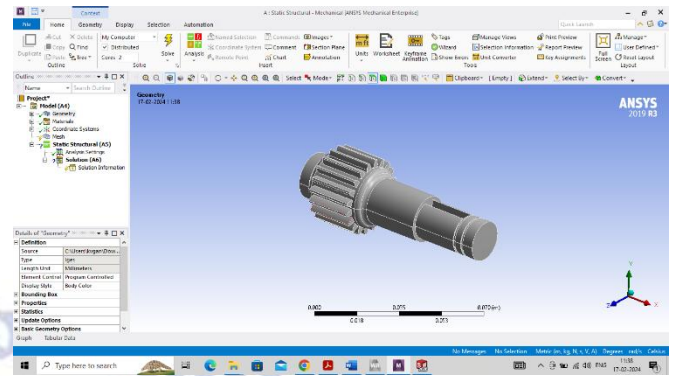 Context
A : Static Structural - Mechanical [ANSYS Mechanical Enterprise]
File Home Geometry Display Selection Automation
Quick Launch
Duplicate
Cut Delete
Copy Find
Paste Tree
Outline
My Computer
Distributed
Cores 2
Solve
Solve
Analysis
Named Selection Commands Images
Coordinate System Comment Section Plane
Remote Point Chart Annotation
Insert
Units Worksheet Keyframe Animation
Tags
Wizard
Show Errors
Manage Views
Selection Information
Unit Converter
Print Preview
Report Preview
Key Assignments
Tools
Full Screen
Manage
User Defined
Reset Layout
Layout
Outline
Name Search Outline
Select Mode
Clipboard [Empty] Extend Select By Convert
Project*
Model (A4)
Geometry
Materials
Coordinate Systems
Mesh
Static Structural (A5)
Analysis Settings
Solution (A6)
Solution Information
Geometry
17-02-2024 11:58
ANSYS
2019 R3
Details of "Geometry"
Definition
Source
Type Iges
Length Unit Millimeters
Element Control Program Controlled
Display Style Body Color
Bounding Box
Properties
Statistics
Update Options
Basic Geometry Options
Graph Tabular Data
0.000 0.035 0.070 (m)
0.018 0.053
Y
Z X
No Messages No Selection Metric (m, kg, N, s, V, A) Degrees rad/s Celsius
Type here to search
ENG
11:58
17-02-2024